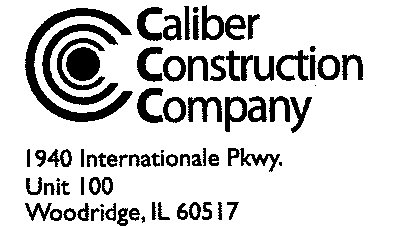 Caliber
Construction
Company
1940 Internationale Pkwy.
Unit 100
Woodridge, IL 60517